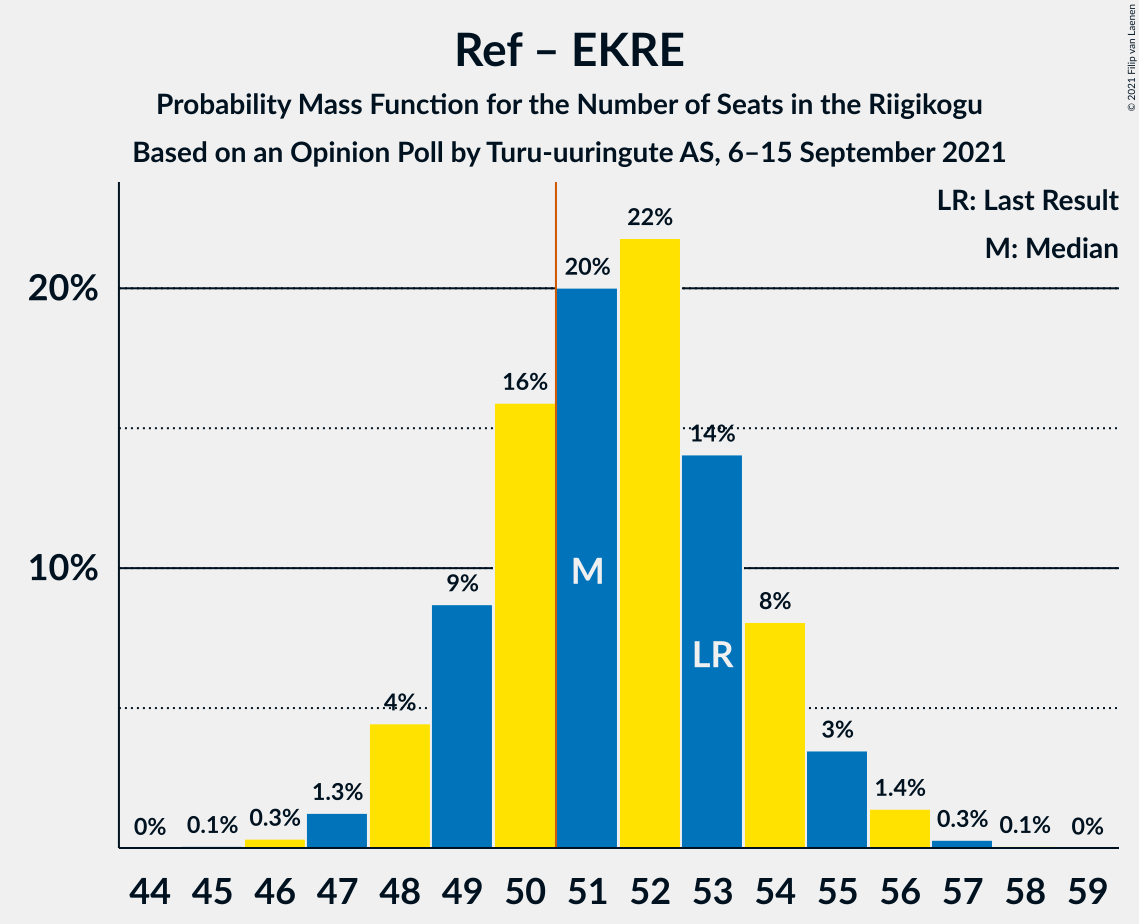 Ref – EKRE
Probability Mass Function for the Number of Seats in the Riigikogu
Based on an Opinion Poll by Turu-uuringute AS, 6–15 September 2021
© 2021 Filip van Laenen
LR: Last Result
M: Median
20%
10%
0%
0.1%
0.3%
1.3%
4%
9%
16%
20%
22%
14%
8%
3%
1.4%
0.3%
0.1%
0%
M
LR
44 45 46 47 48 49 50 51 52 53 54 55 56 57 58 59